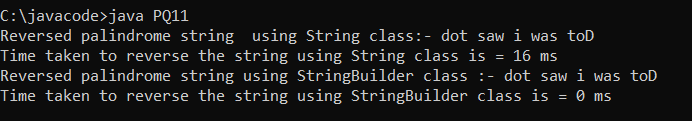 C:\javacode>java PQ11
Reversed palindrome string  using String class:- dot saw i was toD
Time taken to reverse the string using String class is = 16 ms
Reversed palindrome string using StringBuilder class :- dot saw i was toD
Time taken to reverse the string using StringBuilder class is = 0 ms